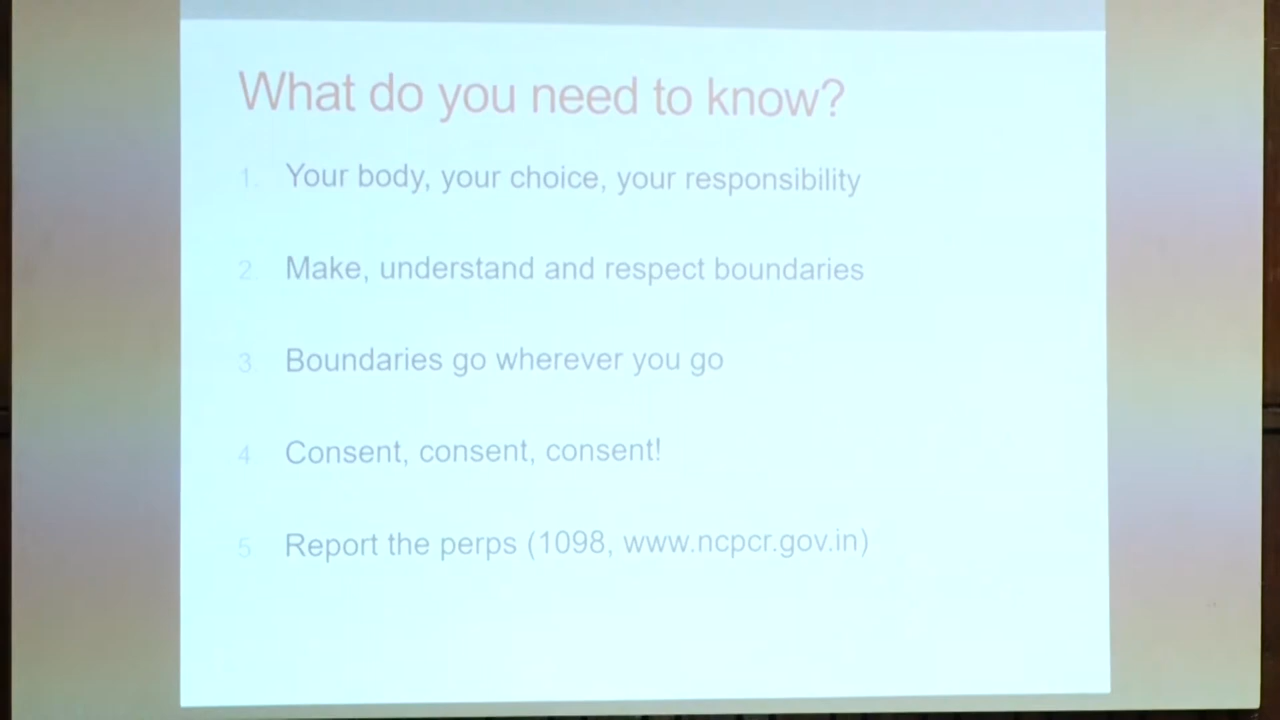 What do you need to know?
1. Your body, your choice, your responsibility
2. Make, understand and respect boundaries
3. Boundaries go wherever you go
4 Consent, consent, consent!
5 Report the perps (1098, www.ncpcr.gov.in)